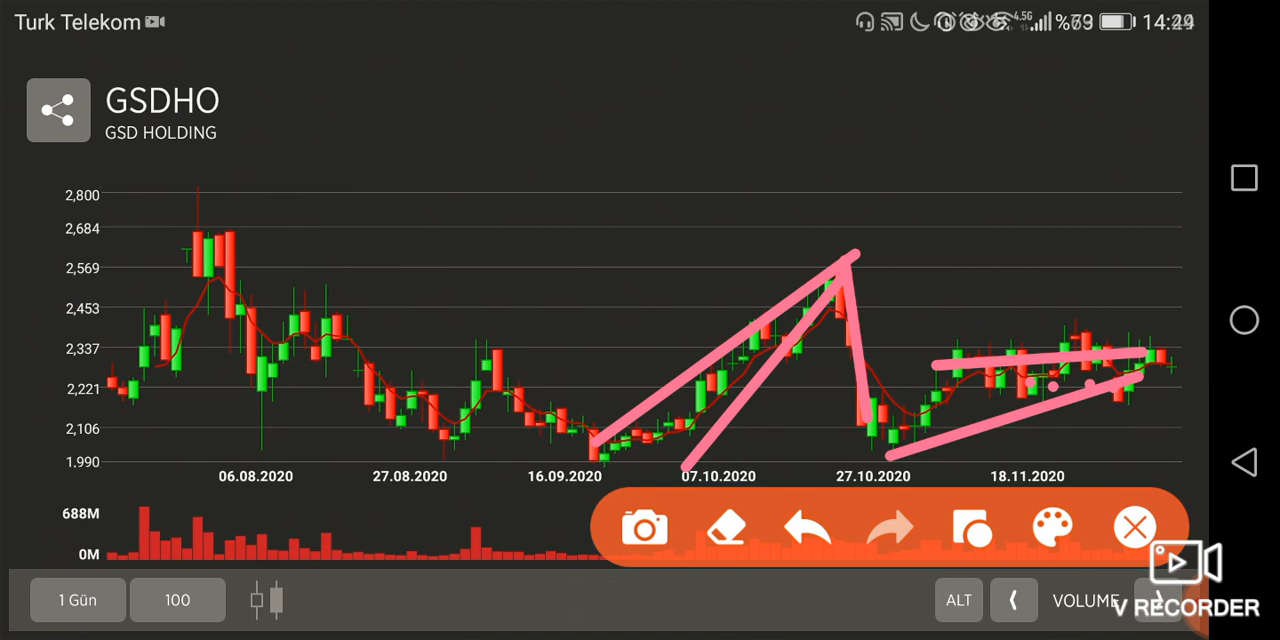 Turk Telekom
4.5G
GSDHO
GSD HOLDING
2,800
2,684
2,569
2,453
2,337
2,221
2,106
1.990
06.08.2020 27.08.2020 16.09.2020 07.10.2020 27.10.2020 18.11.2020
688M
0M
1 Gün 100 ALT VOLUME
V RECORDER